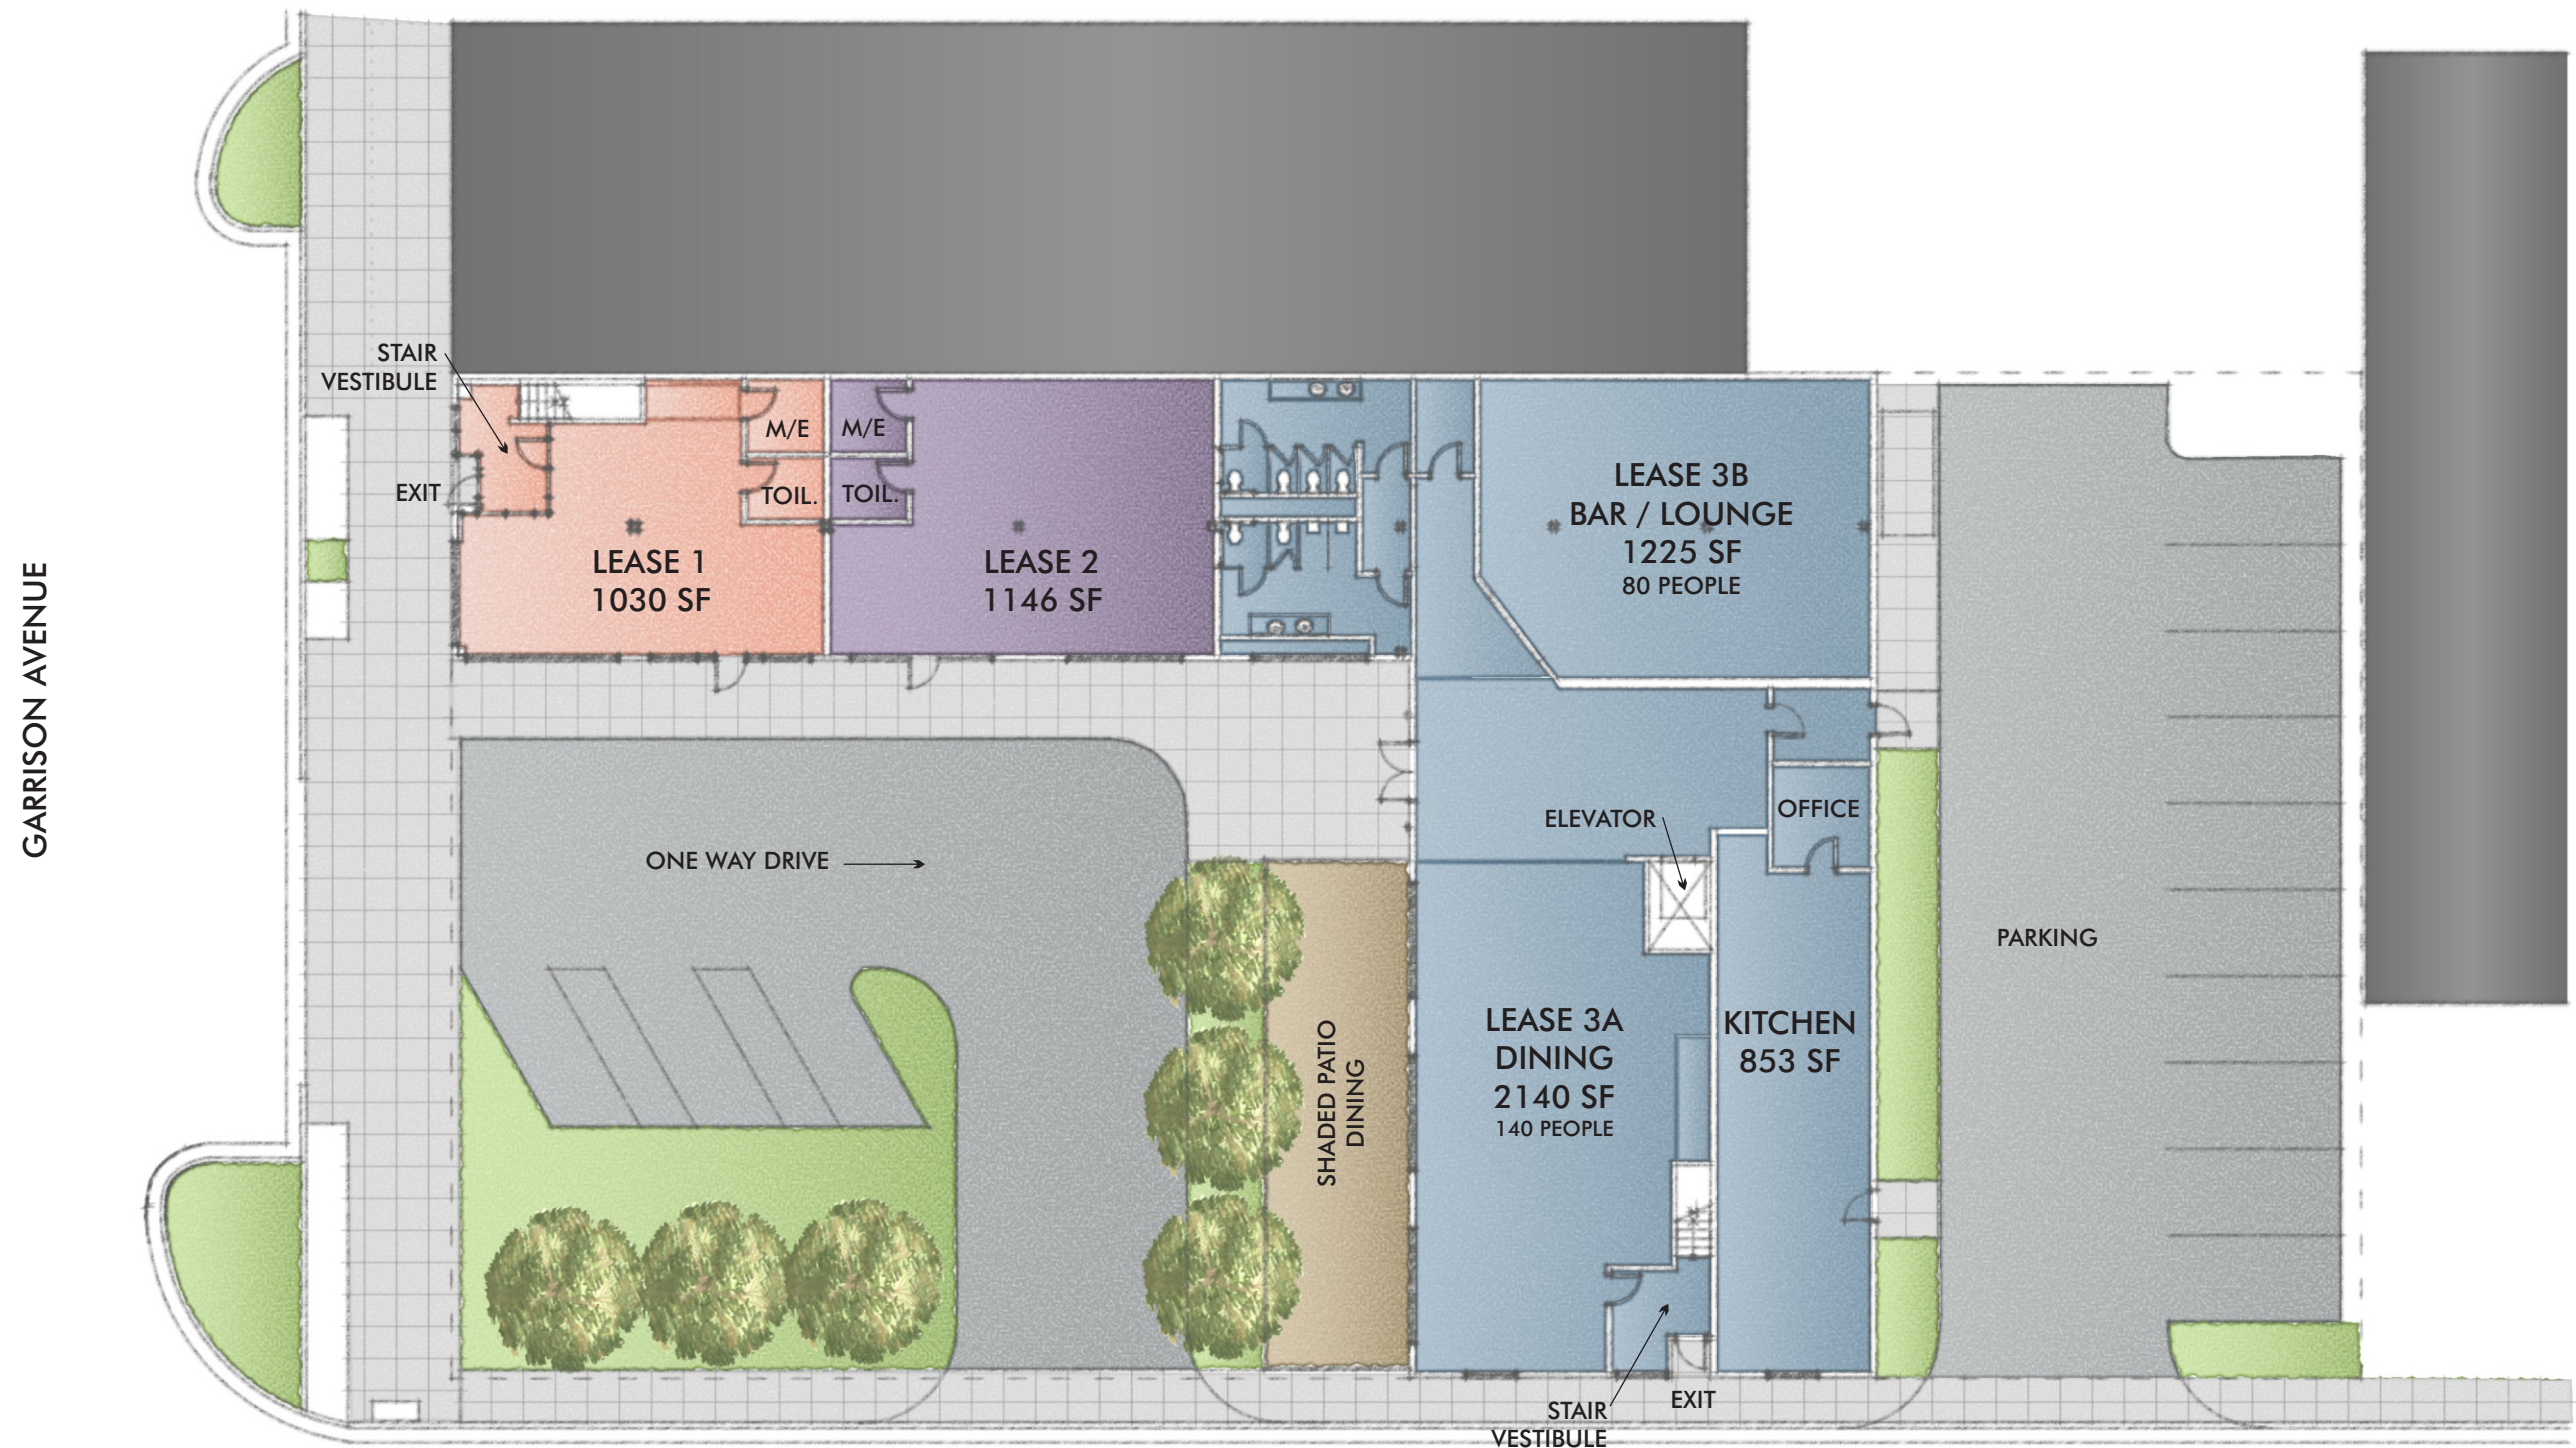 GARRISON AVENUE
STAIR
VESTIBULE
EXIT
M/E
M/E
TOIL.
TOIL.
LEASE 1
1030 SF
LEASE 2
1146 SF
LEASE 3B
BAR / LOUNGE
1225 SF
80 PEOPLE
ONE WAY DRIVE
ELEVATOR
OFFICE
PARKING
SHADED PATIO
DINING
LEASE 3A
DINING
2140 SF
140 PEOPLE
KITCHEN
853 SF
STAIR
VESTIBULE
EXIT